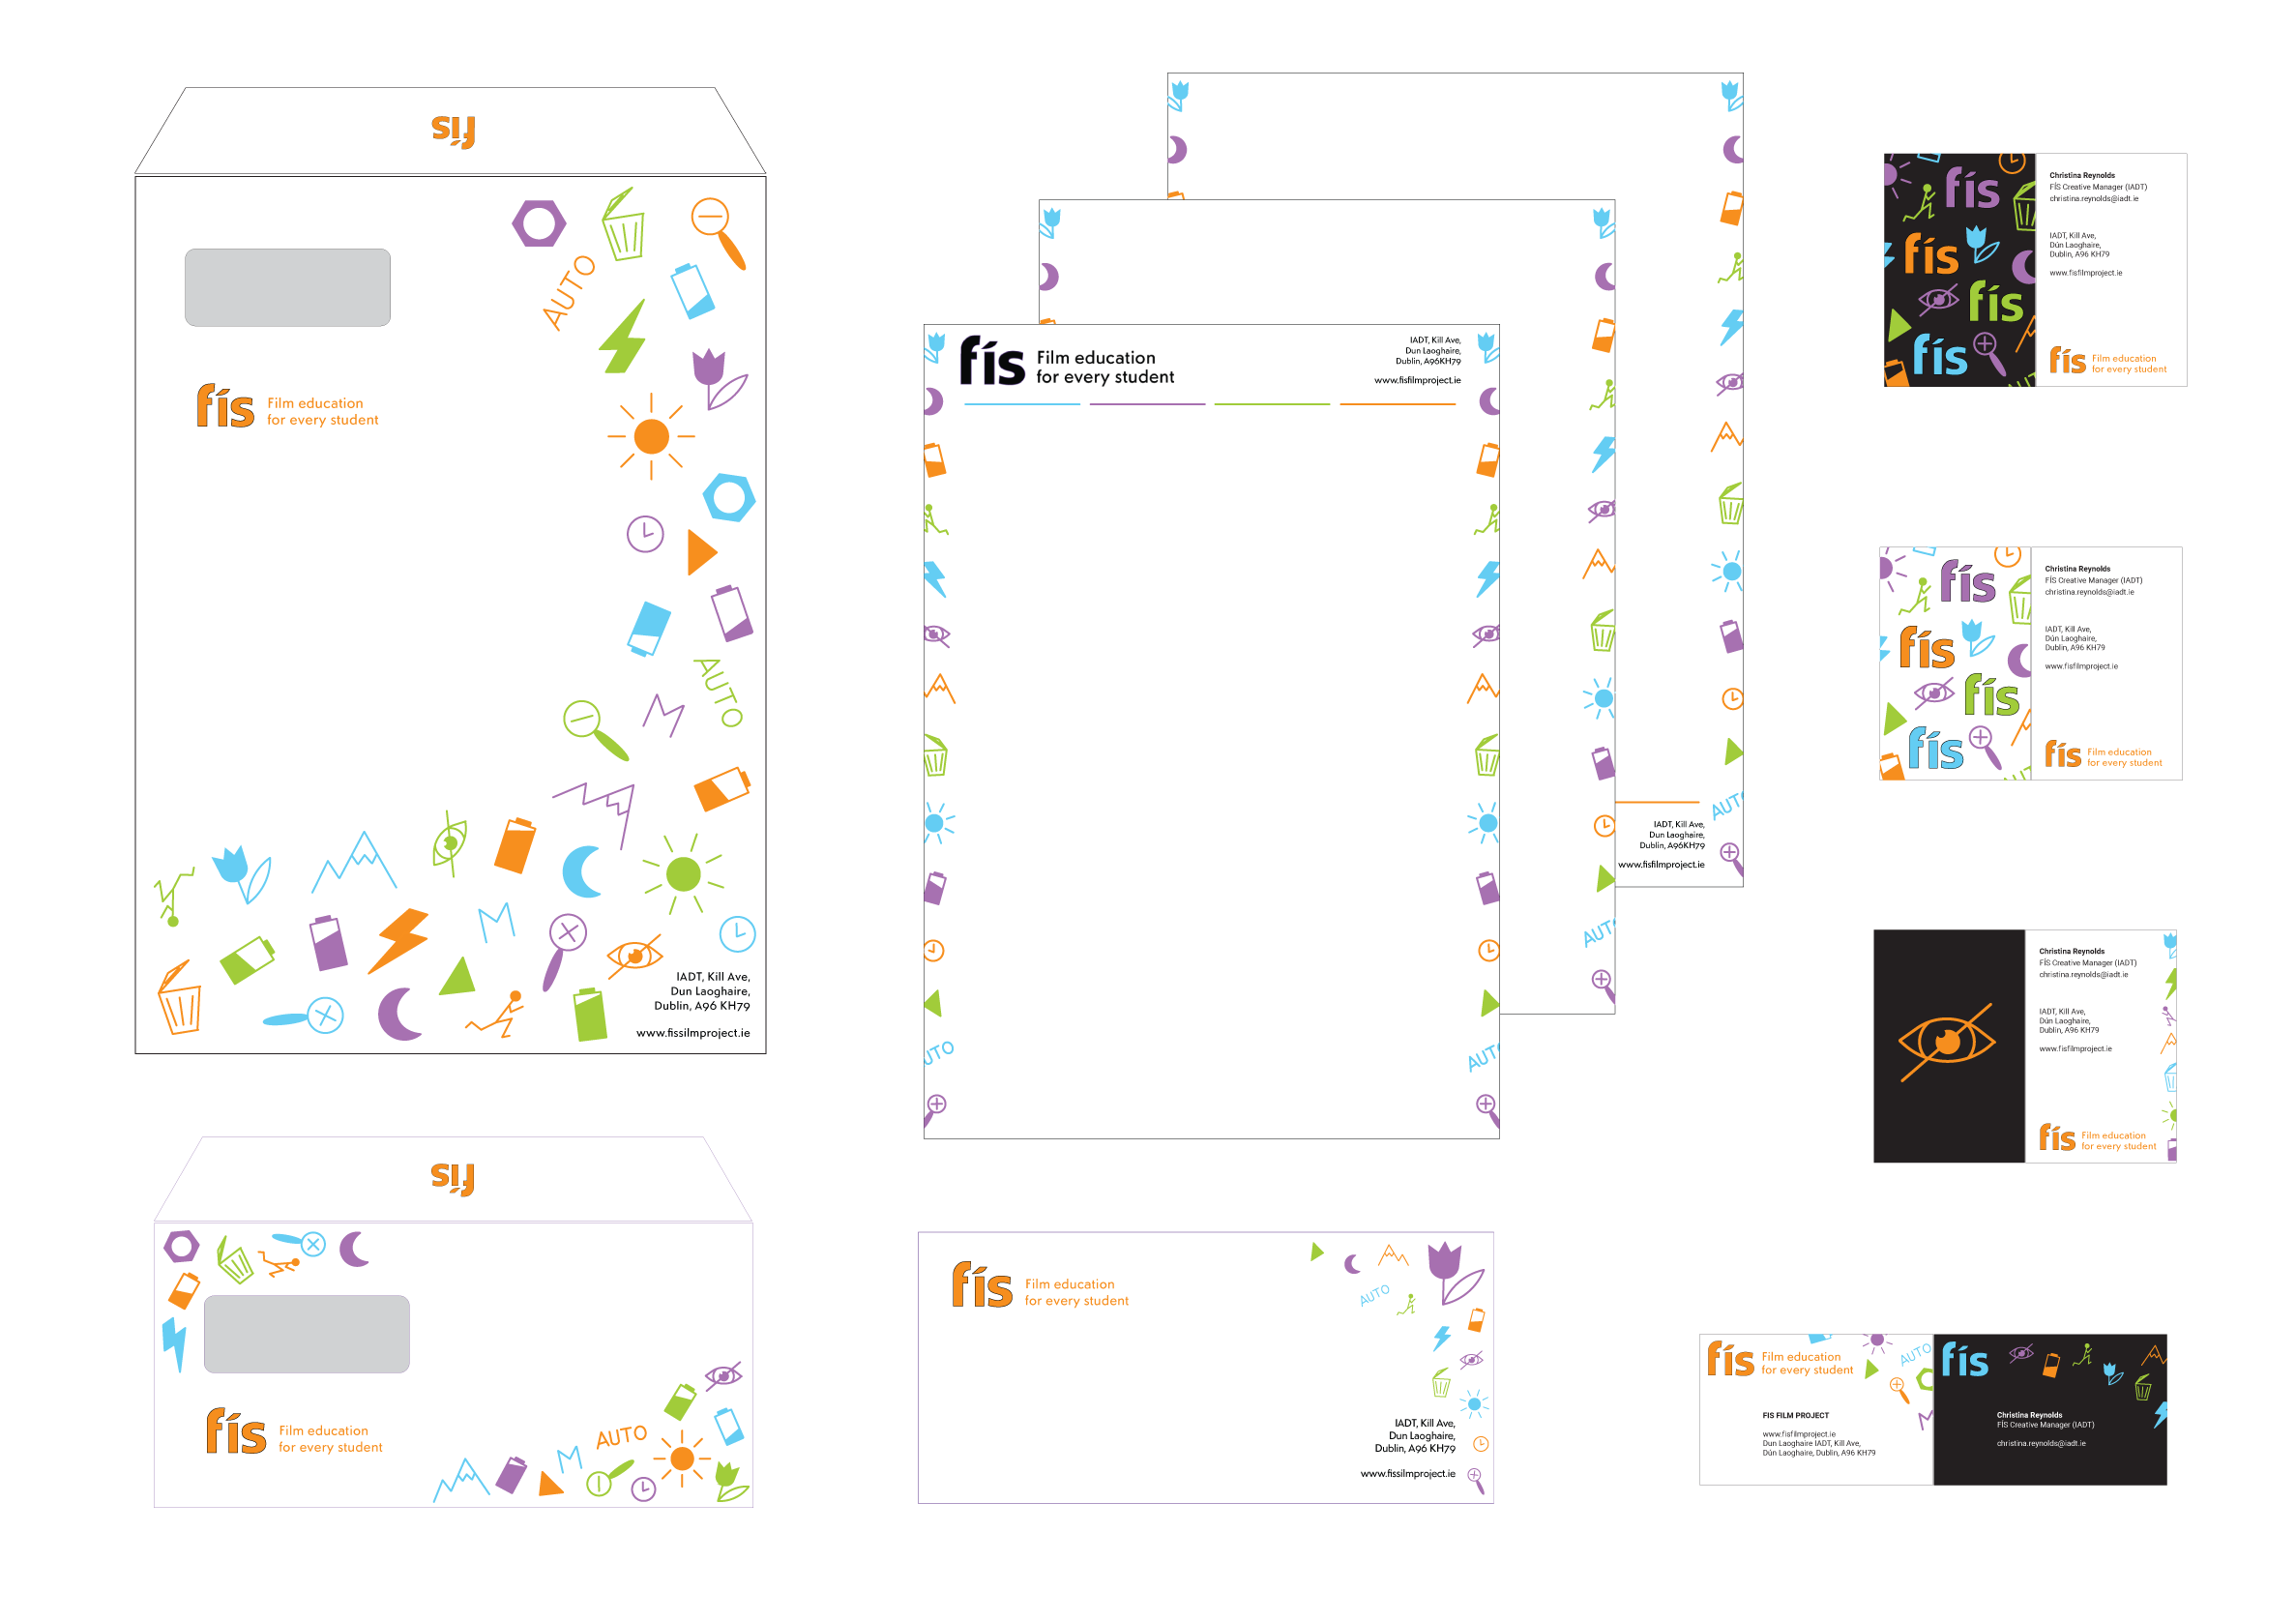 fís
AUTO
fís
Film education
for every student
AUTO
IADT, Kill Ave,
Dun Laoghaire,
Dublin, A96 KH79
www.fissilmproject.ie
fís
fís
Film education
for every student
AUTO
fís
Film education
for every student
IADT, Kill Ave,
Dun Laoghaire,
Dublin, A96KH79
www.fisfilmproject.ie
UTO
AUT
AUT
AUT
IADT, Kill Ave,
Dun Laoghaire,
Dublin, A96KH79
www.fisfilmproject.ie
fís
Film education
for every student
AUTO
IADT, Kill Ave,
Dun Laoghaire,
Dublin, A96 KH79
www.fissilmproject.ie
fís
fís
fís
fís
AUT
Christina Reynolds
FÍS Creative Manager (IADT)
christina.reynolds@iadt.ie
IADT, Kill Ave,
Dún Laoghaire,
Dublin, A96 KH79
www.fisfilmproject.ie
fís
Film education
for every student
fís
fís
fís
fís
AUT
Christina Reynolds
FÍS Creative Manager (IADT)
christina.reynolds@iadt.ie
IADT, Kill Ave,
Dún Laoghaire,
Dublin, A96 KH79
www.fisfilmproject.ie
fís
Film education
for every student
Christina Reynolds
FÍS Creative Manager (IADT)
christina.reynolds@iadt.ie
IADT, Kill Ave,
Dún Laoghaire,
Dublin, A96 KH79
www.fisfilmproject.ie
fís
Film education
for every student
fís
Film education
for every student
AUTO
FIS FILM PROJECT
www.fisfilmproject.ie
Dun Laoghaire IADT, Kill Ave,
Dún Laoghaire, Dublin, A96 KH79
fís
Christina Reynolds
FÍS Creative Manager (IADT)
christina.reynolds@iadt.ie